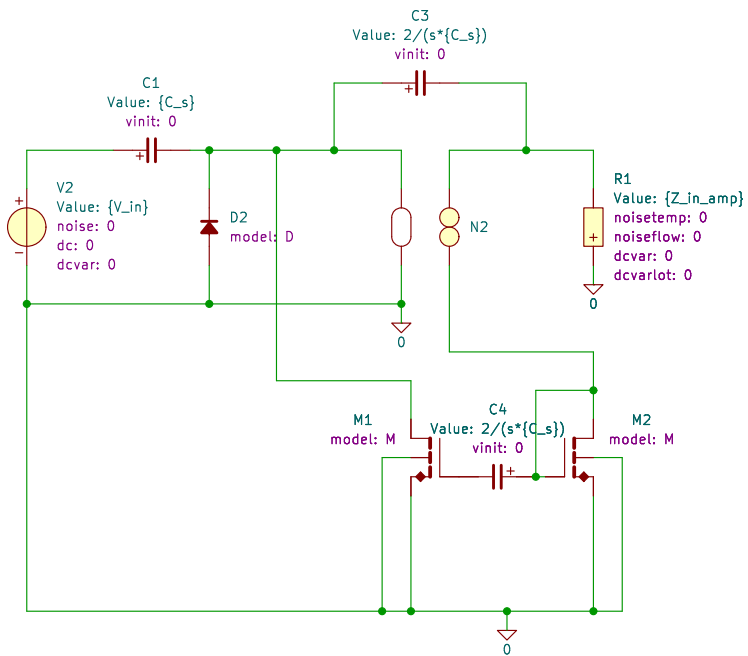 C3
Value: 2/(s*{C_s})
vinit: 0
C1
Value: {C_s}
vinit: 0
V2
Value: {V_in}
noise: 0
dc: 0
dcvar: 0
D2
model: D
N2
R1
Value: {Z_in_amp}
noisetemp: 0
noiseflow: 0
dcvar: 0
dcvarlot: 0
0
0
M1
model: M
C4
Value: 2/(s*{C_s})
vinit: 0
M2
model: M
0